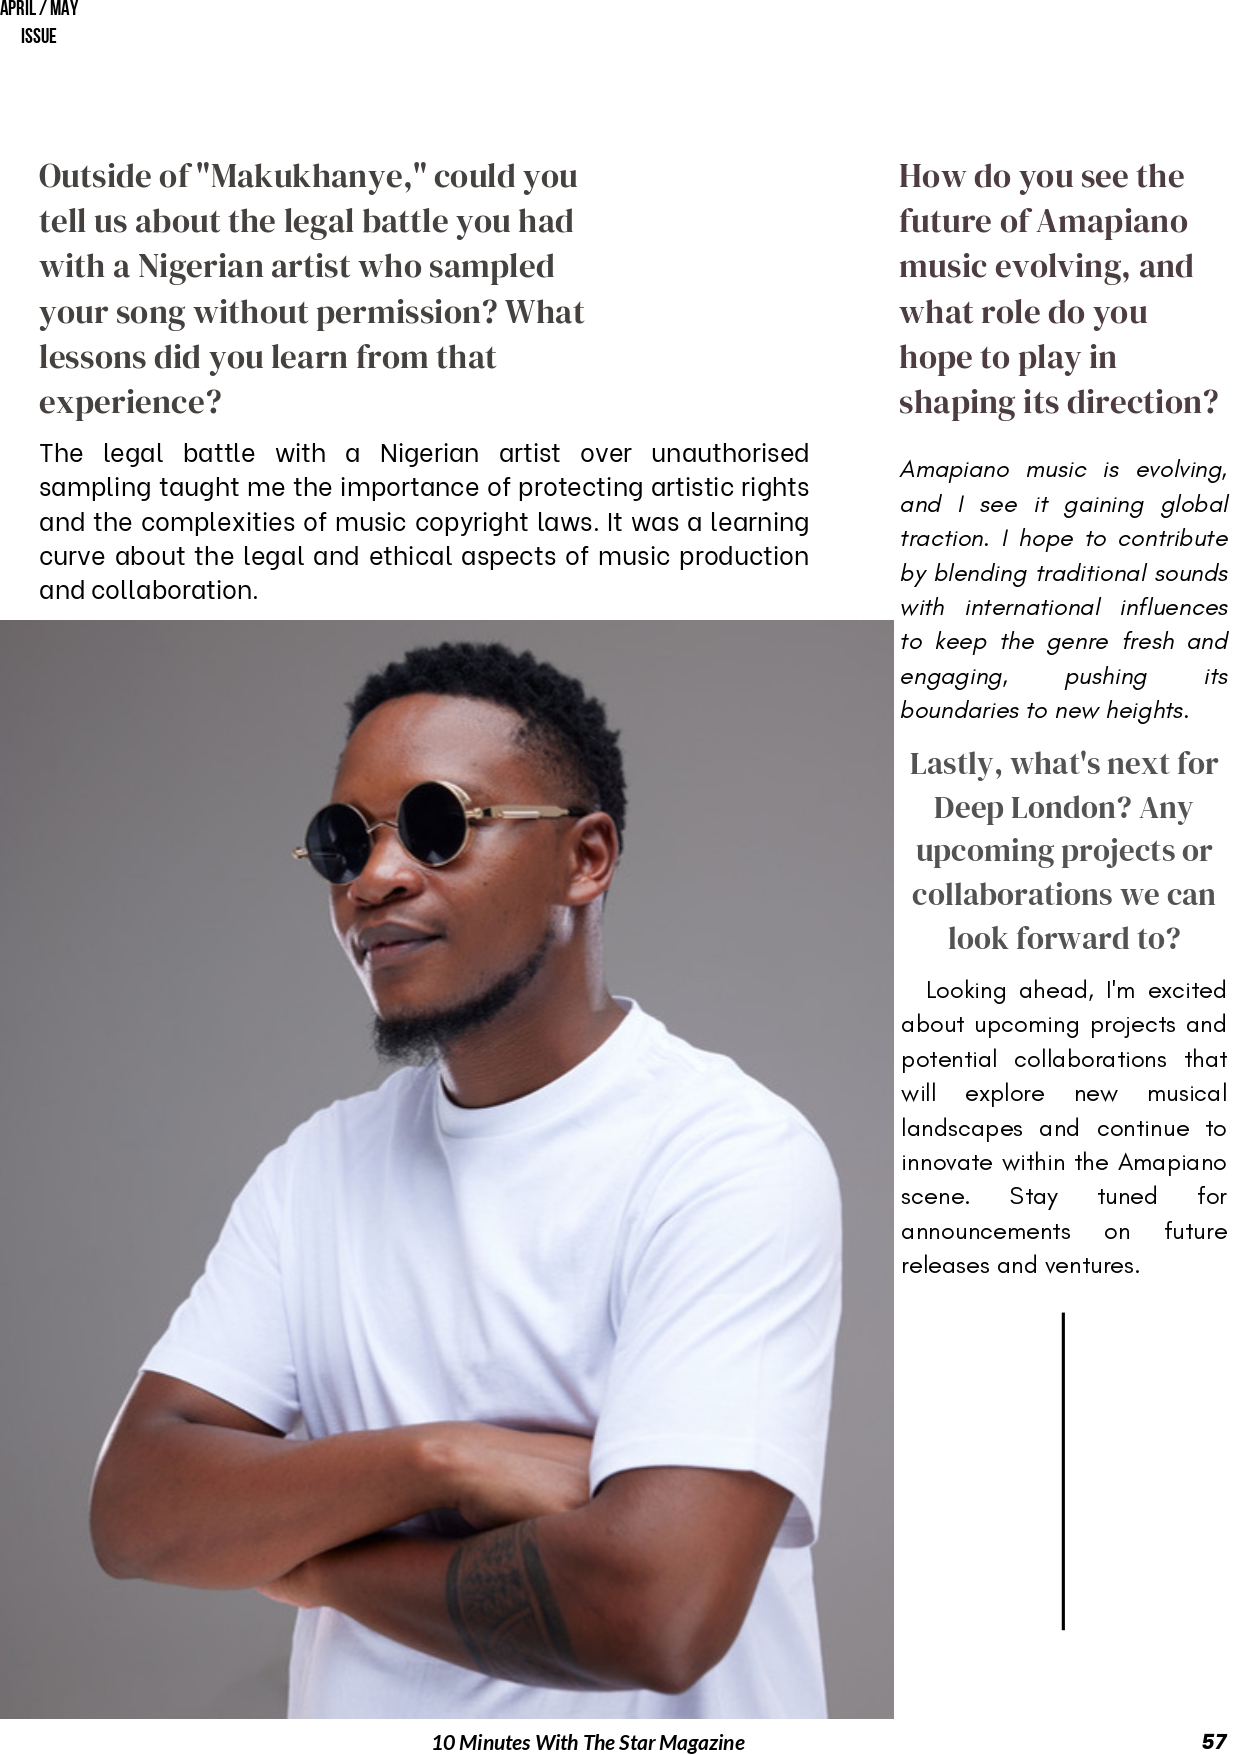 APRIL / MAY
ISSUE
Outside of "Makukhanye," could you
tell us about the legal battle you had
with a Nigerian artist who sampled
your song without permission? What
lessons did you learn from that
experience?
The legal battle with a Nigerian artist over unauthorised
sampling taught me the importance of protecting artistic rights
and the complexities of music copyright laws. It was a learning
curve about the legal and ethical aspects of music production
and collaboration.
How do you see the
future of Amapiano
music evolving, and
what role do you
hope to play in
shaping its direction?
Amapiano music is evolving,
and I see it gaining global
traction. I hope to contribute
by blending traditional sounds
with international influences
to keep the genre fresh and
engaging, pushing its
boundaries to new heights.
Lastly, what's next for
Deep London? Any
upcoming projects or
collaborations we can
look forward to?
Looking ahead, I'm excited
about upcoming projects and
potential collaborations that
will explore new musical
landscapes and continue to
innovate within the Amapiano
scene. Stay tuned for
announcements on future
releases and ventures.
10 Minutes With The Star Magazine
57